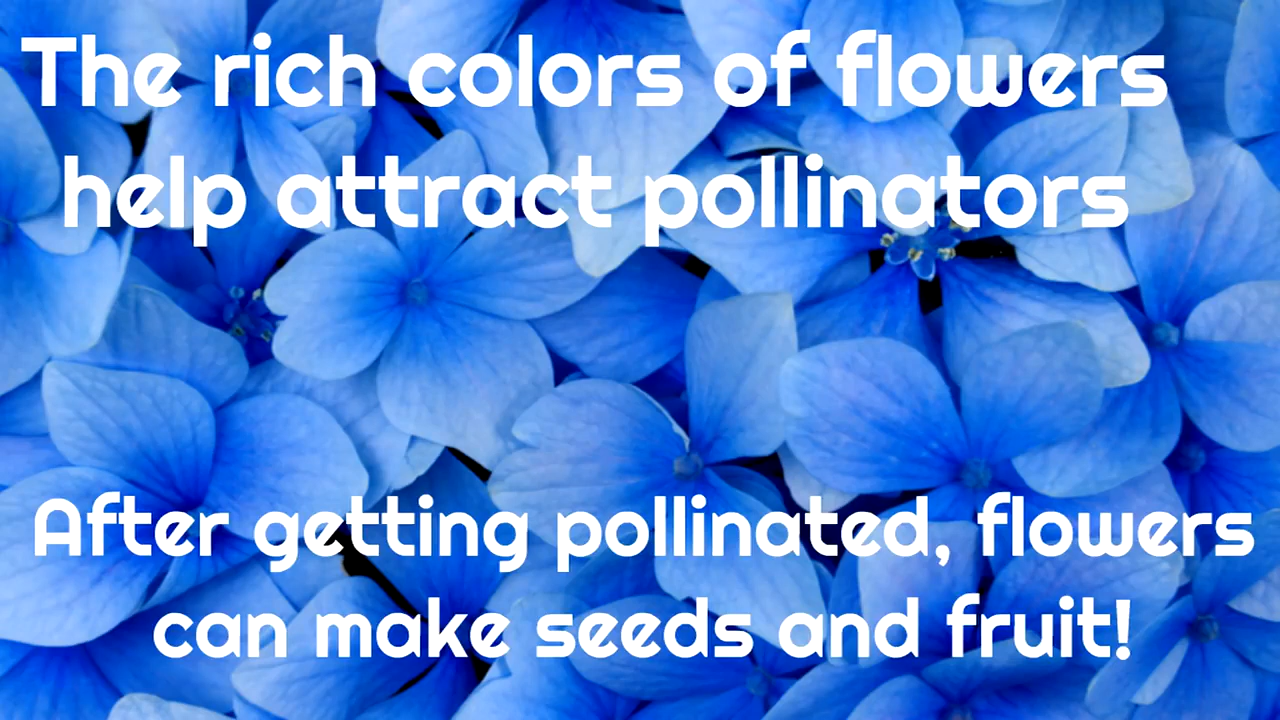 The rich colors of flowers
help attract pollinators
After getting pollinated, flowers
can make seeds and fruit!